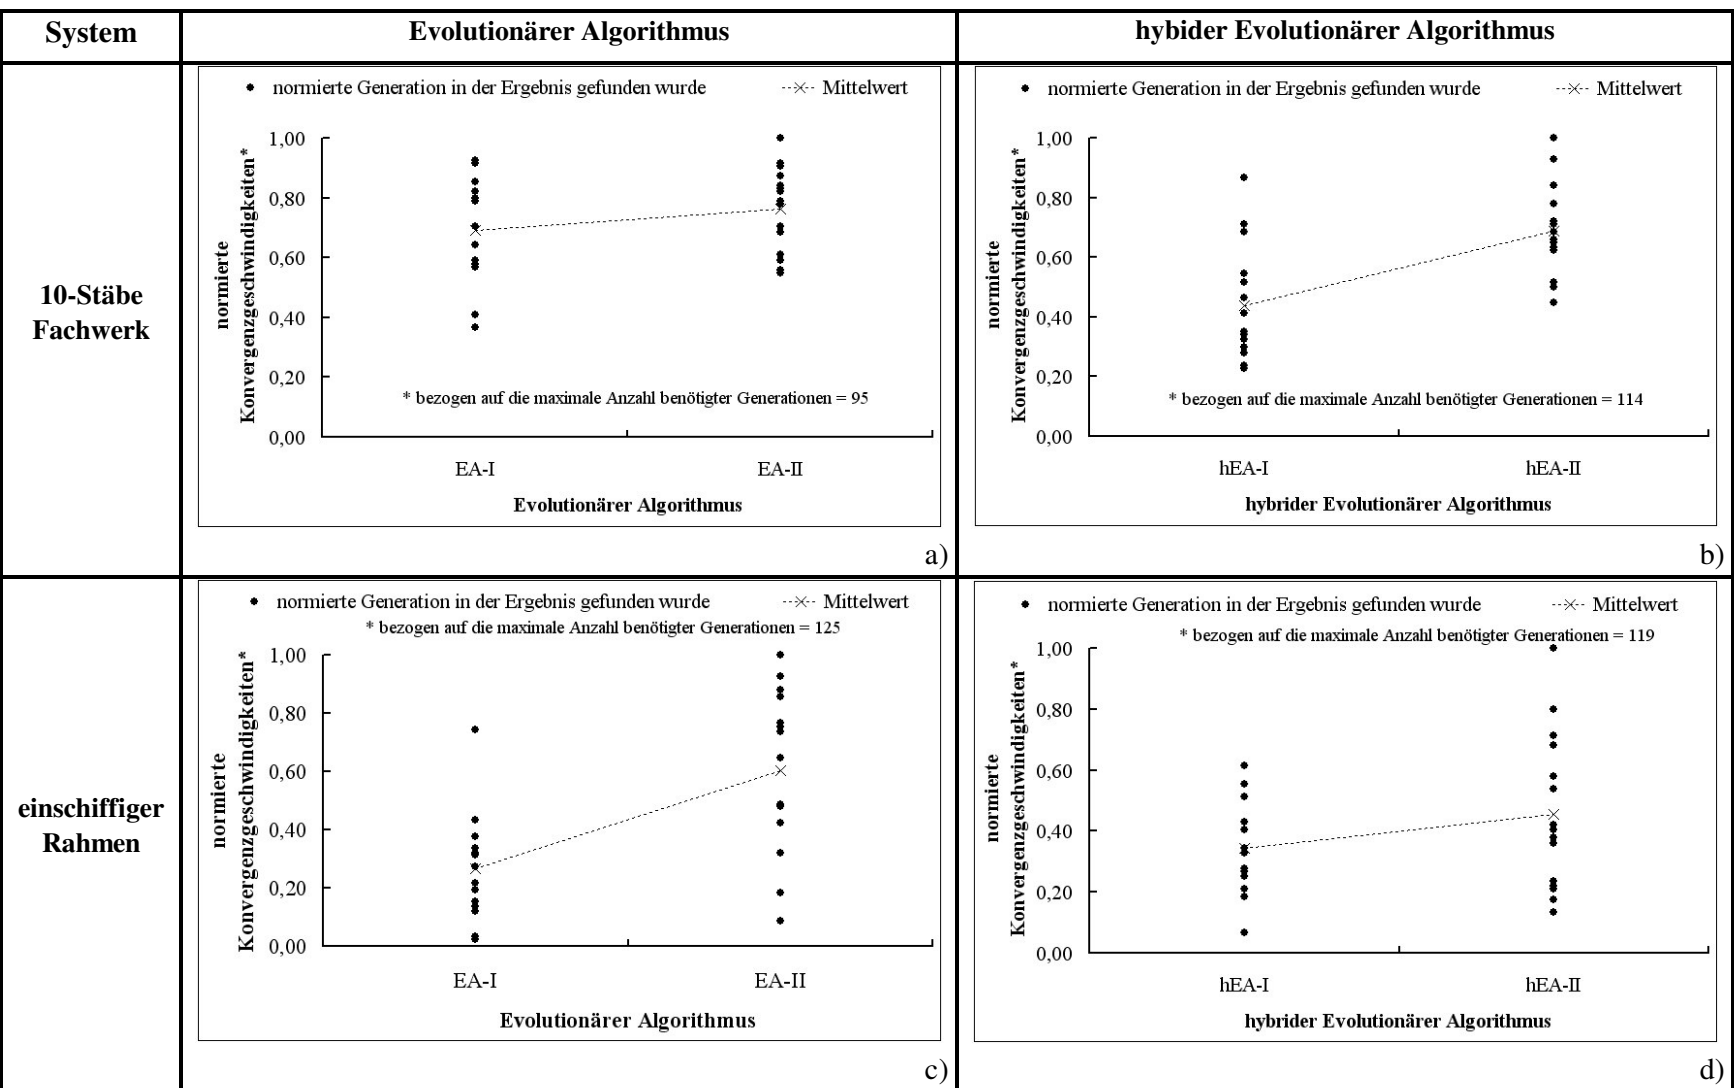 System
Evolutionärer Algorithmus
hybider Evolutionärer Algorithmus
10-Stäbe
Fachwerk
normierte Generation in der Ergebnis gefunden wurde
Mittelwert
normierte
Konvergenzgeschwindigkeiten*
1,00
0,80
0,60
0,40
0,20
0,00
* bezogen auf die maximale Anzahl benötigter Generationen = 95
EA-I
EA-II
Evolutionärer Algorithmus
a)
normierte Generation in der Ergebnis gefunden wurde
Mittelwert
normierte
Konvergenzgeschwindigkeiten*
1,00
0,80
0,60
0,40
0,20
0,00
* bezogen auf die maximale Anzahl benötigter Generationen = 114
hEA-I
hEA-II
hybrider Evolutionärer Algorithmus
b)
einschiffiger
Rahmen
normierte Generation in der Ergebnis gefunden wurde
Mittelwert
* bezogen auf die maximale Anzahl benötigter Generationen = 125
normierte
Konvergenzgeschwindigkeiten*
1,00
0,80
0,60
0,40
0,20
0,00
EA-I
EA-II
Evolutionärer Algorithmus
c)
normierte Generation in der Ergebnis gefunden wurde
Mittelwert
* bezogen auf die maximale Anzahl benötigter Generationen = 119
normierte
Konvergenzgeschwindigkeiten*
1,00
0,80
0,60
0,40
0,20
0,00
hEA-I
hEA-II
hybrider Evolutionärer Algorithmus
d)